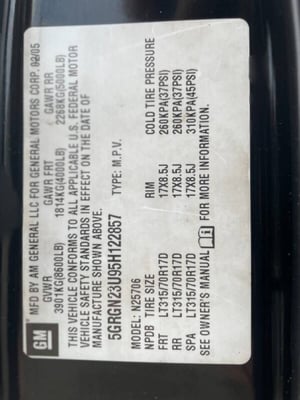 MFD BY AM GENERAL LLC FOR GENERAL MOTORS CORP. 02/05
GVWR GAWR FRT GAWR RR
3901KG(8600LB) 1814KG(4000LB) 2268KG(5000LB)
THIS VEHICLE CONFORMS TO ALL APPLICABLE U.S. FEDERAL MOTOR
VEHICLE SAFETY STANDARDS IN EFFECT ON THE DATE OF
MANUFACTURE SHOWN ABOVE.
5GRGN23U95H122857 TYPE: M.P.V.
MODEL: N25706
NPDB TIRE SIZE RIM COLD TIRE PRESSURE
FRT LT315/70R17D 17X8.5J 260KPA(37PSI)
RR LT315/70R17D 17X8.5J 260KPA(37PSI)
SPA LT315/70R17D 17X8.5J 310KPA(45PSI)
SEE OWNER'S MANUAL FOR MORE INFORMATION.
GM